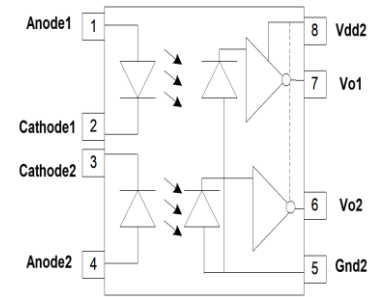 Anode1 1
8 Vdd2
7 Vo1
Cathode1 2
3
Cathode2
6 Vo2
Anode2 4
5 Gnd2